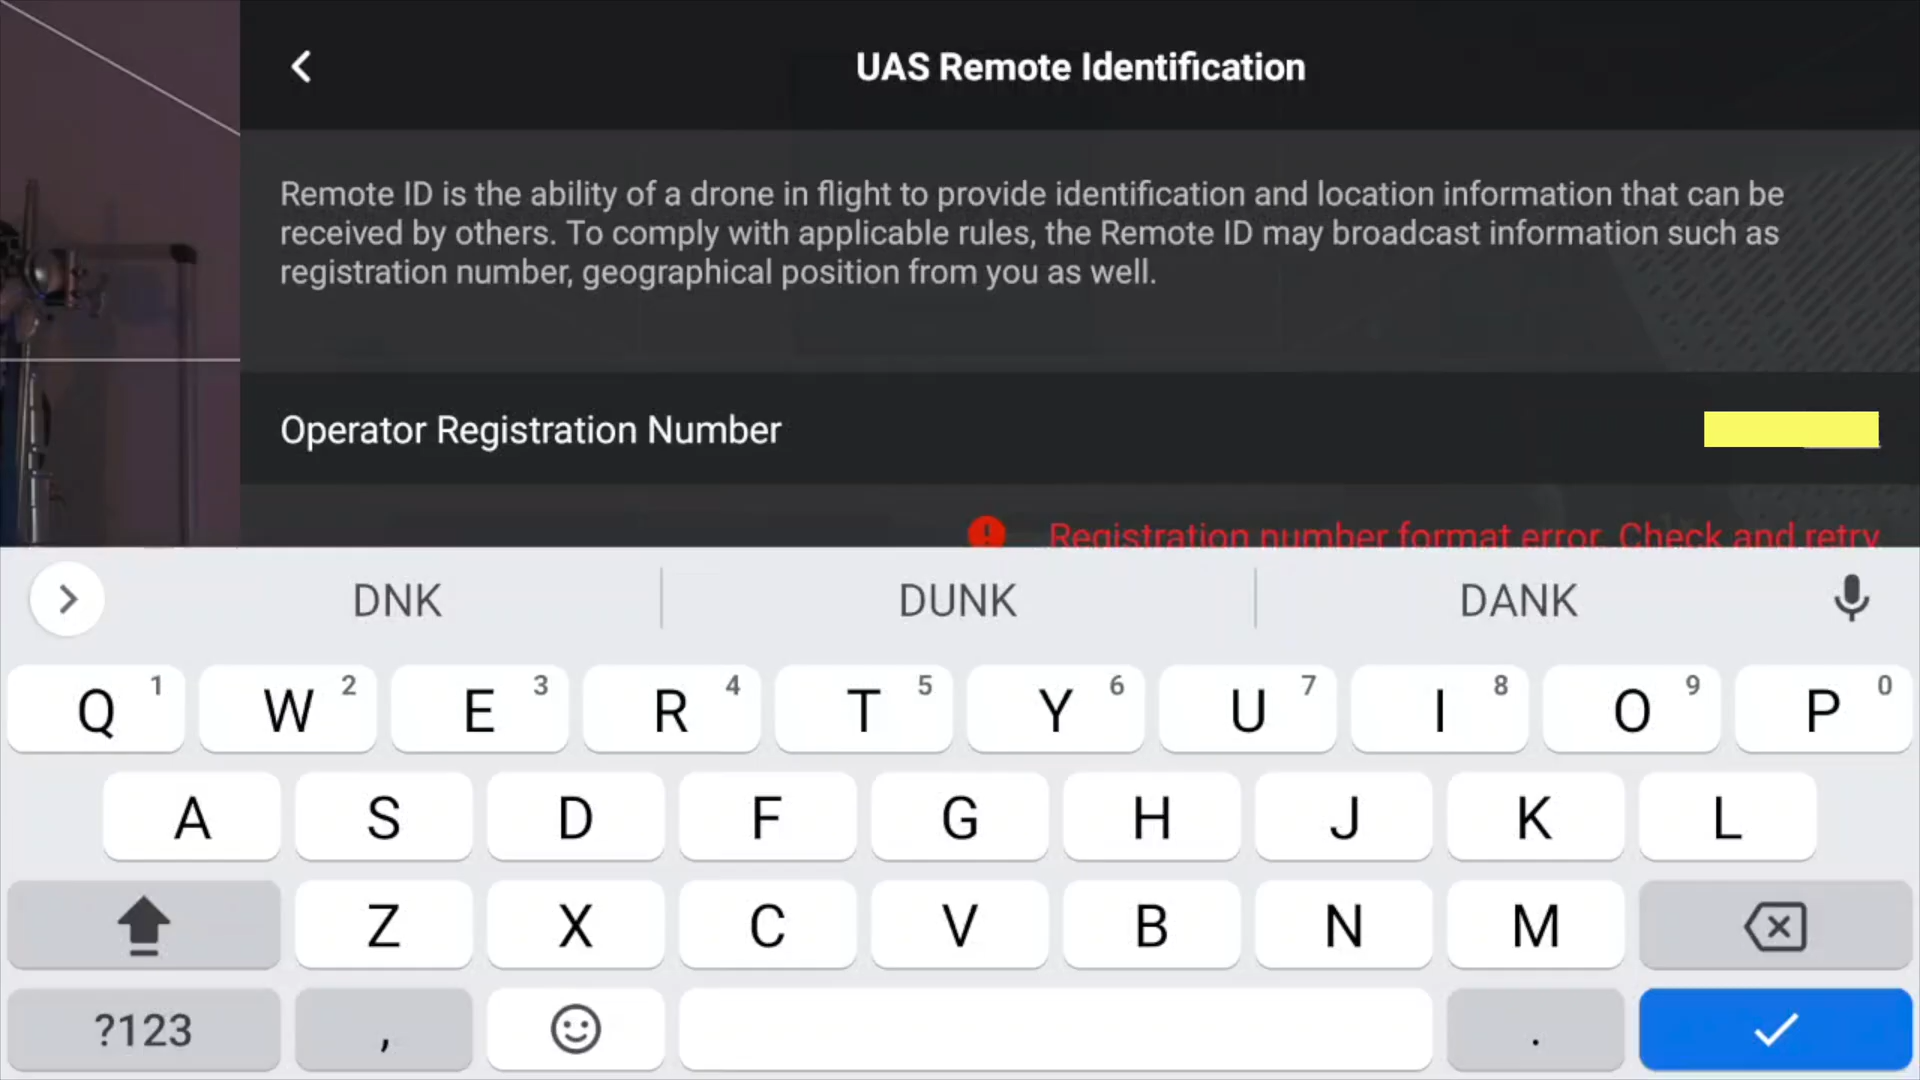 UAS Remote Identification
Remote ID is the ability of a drone in flight to provide identification and location information that can be
received by others. To comply with applicable rules, the Remote ID may broadcast information such as
registration number, geographical position from you as well.
Operator Registration Number
Registration number format error. Check and retry
DNK DUNK DANK
Q 1 W 2 E 3 R 4 T 5 Y 6 U 7 I 8 O 9 P 0
A S D F G H J K L
Z X C V B N M
?123 , .